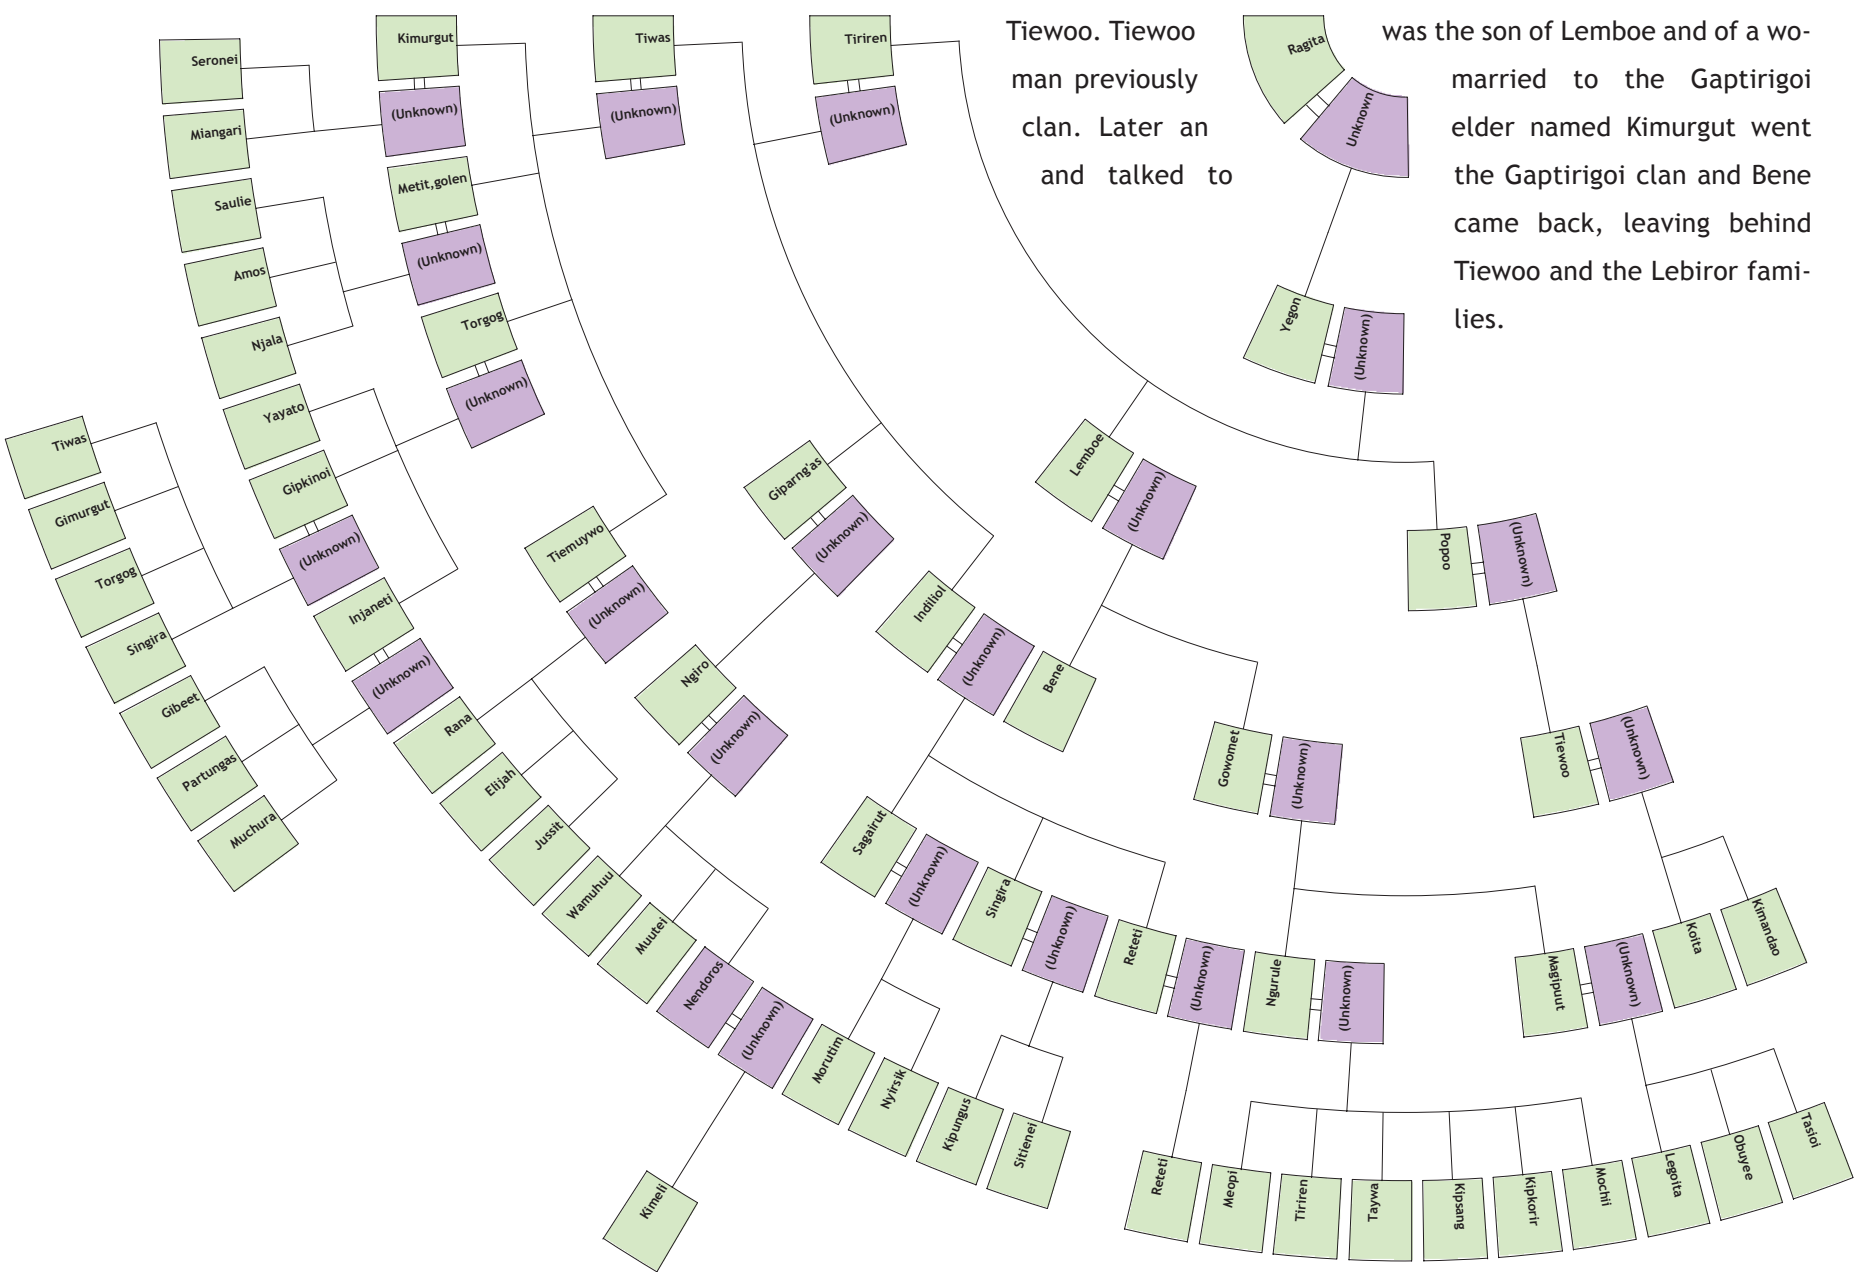 Tiewoo. Tiewoo was the son of Lemboe and of a wo-
man previously married to the Gaptirigoi
clan. Later an elder named Kimurgut went
and talked to the Gaptirigoi clan and Bene
came back, leaving behind
Tiewoo and the Lebiror fami-
lies.
Ragita
Unknown
Yegon
(Unknown)
Tiriren
(Unknown)
Tiwas
(Unknown)
Kimurgut
(Unknown)
Metit,golen
(Unknown)
Torgog
(Unknown)
Seronei
Miangari
Saulie
Amos
Njala
Yayato
Gipkinoi
(Unknown)
Injaneti
(Unknown)
Tiwas
Gimurgut
Torgog
Singira
Gibeet
Partungas
Muchura
Tiemuywo
(Unknown)
Rana
Elijah
Jussit
Giparng'as
(Unknown)
Ngiro
(Unknown)
Wamuhuu
Muutei
Nendoros
(Unknown)
Kimeli
Indiliol
(Unknown)
Sagairut
(Unknown)
Singira
(Unknown)
Reteti
(Unknown)
Morutim
Nyirsik
Kipungus
Sitienei
Reteti
Lemboe
(Unknown)
Bene
Gowomet
(Unknown)
Ngurule
(Unknown)
Magipuut
(Unknown)
Meopi
Tiriren
Taywa
Kipsang
Kipkorir
Mochii
Legoita
Obuyee
Tasioi
Popoo
(Unknown)
Tiewoo
(Unknown)
Koita
Kimandao